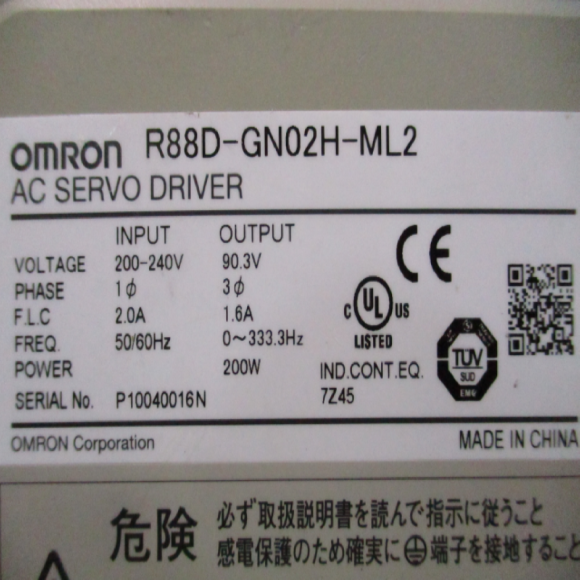 OMRON R88D-GN02H-ML2
AC SERVO DRIVER
INPUT OUTPUT
VOLTAGE 200-240V 90.3V
PHASE 1ϕ 3ϕ
F.L.C 2.0A 1.6A
FREQ. 50/60Hz 0～333.3Hz
POWER 200W
SERIAL No. P10040016N
CE
C UL US
LISTED
IND.CONT.EQ.
7Z45
TÜV
SÜD
OMRON Corporation MADE IN CHINA
危険
必ず取扱説明書を読んで指示に従うこと
感電保護のため確実に端子を接地すること